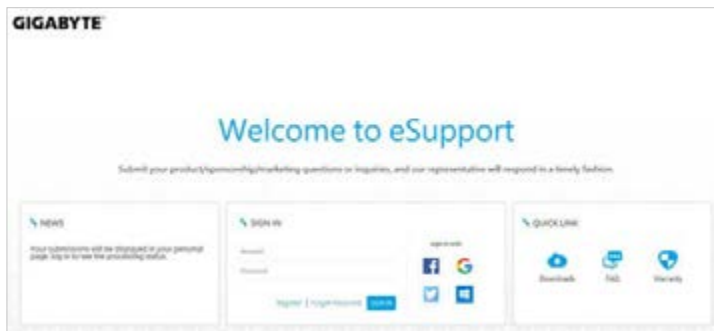 GIGABYTE
Welcome to eSupport
Submit your product/sponsorship/marketing questions or inquiries, and our representative will respond in a timely fashion.
NEWS
Your submissions will be displayed in your personal
page. log in to see the processing status.
SIGN IN
Account
Password
Register | Forgot Password SIGN IN
sign in with
QUICK LINK
Downloads FAQ Warranty